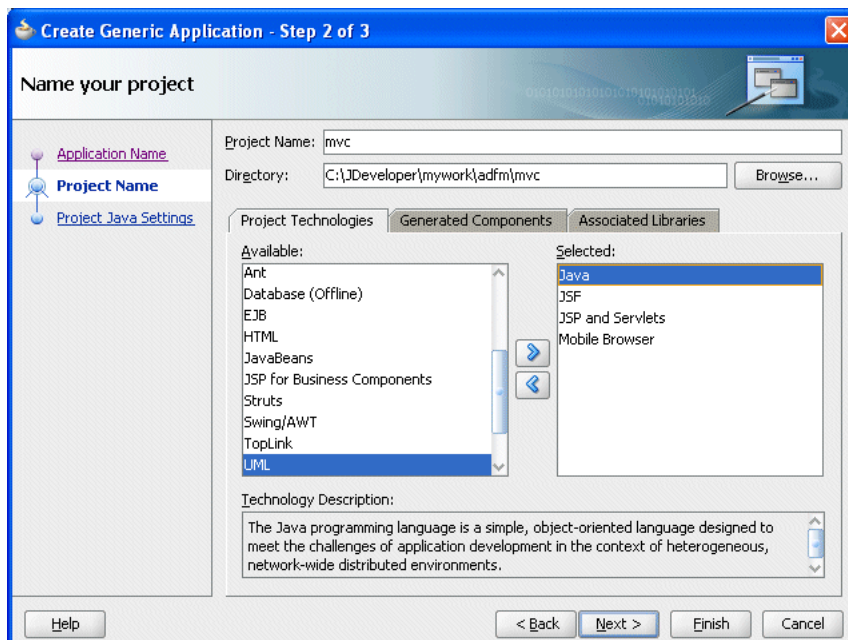 Create Generic Application - Step 2 of 3
Name your project
Application Name
Project Name
Project Java Settings
Project Name: mvc
Directory: C:\JDeveloper\mywork\adfm\mvc Browse...
Project Technologies Generated Components Associated Libraries
Available:
Ant
Database (Offline)
EJB
HTML
JavaBeans
JSP for Business Components
Struts
Swing/AWT
TopLink
UML
Selected:
Java
JSF
JSP and Servlets
Mobile Browser
Technology Description:
The Java programming language is a simple, object-oriented language designed to
meet the challenges of application development in the context of heterogeneous,
network-wide distributed environments.
Help < Back Next > Finish Cancel